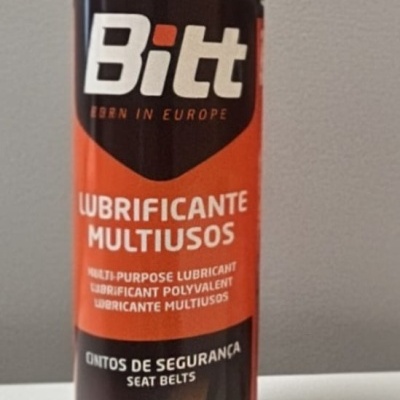 Bitt
BORN IN EUROPE
LUBRIFICANTE
MULTIUSOS
MULTI-PURPOSE LUBRICANT
LUBRIFICANT POLYVALENT
LUBRICANTE MULTIUSOS
CINTOS DE SEGURANÇA
SEAT BELTS